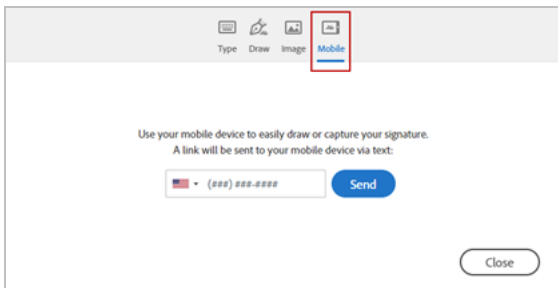 Type Draw Image Mobile
Use your mobile device to easily draw or capture your signature.
A link will be sent to your mobile device via text:
(###) ###-#### Send
Close